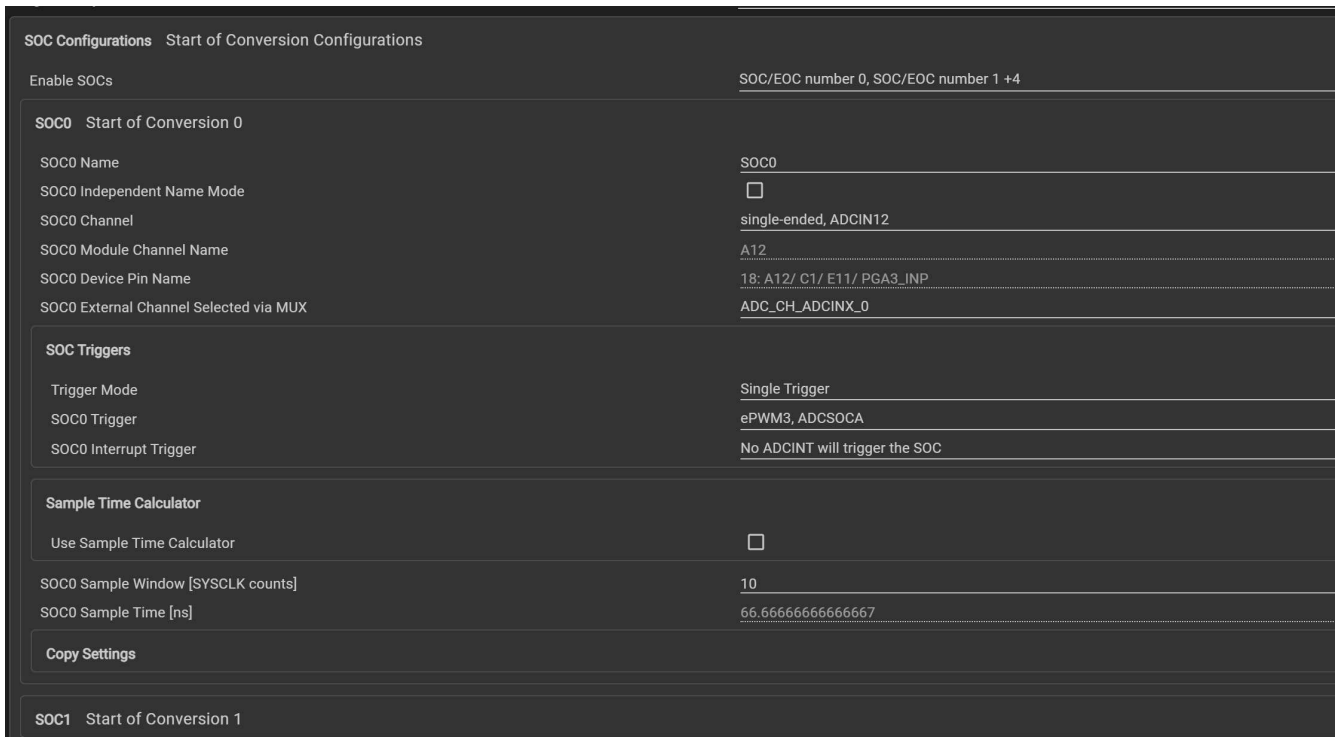 SOC Configurations Start of Conversion Configurations
Enable SOCs SOC/EOC number 0, SOC/EOC number 1 +4
SOC0 Start of Conversion 0
SOC0 Name SOC0
SOC0 Independent Name Mode
SOC0 Channel single-ended, ADCIN12
SOC0 Module Channel Name A12
SOC0 Device Pin Name 18: A12/ C1/ E11/ PGA3_INP
SOC0 External Channel Selected via MUX ADC_CH_ADCINX_0
SOC Triggers
Trigger Mode Single Trigger
SOC0 Trigger ePWM3, ADCSOCA
SOC0 Interrupt Trigger No ADCINT will trigger the SOC
Sample Time Calculator
Use Sample Time Calculator
SOC0 Sample Window [SYSCLK counts] 10
SOC0 Sample Time [ns] 66.66666666666667
Copy Settings
SOC1 Start of Conversion 1